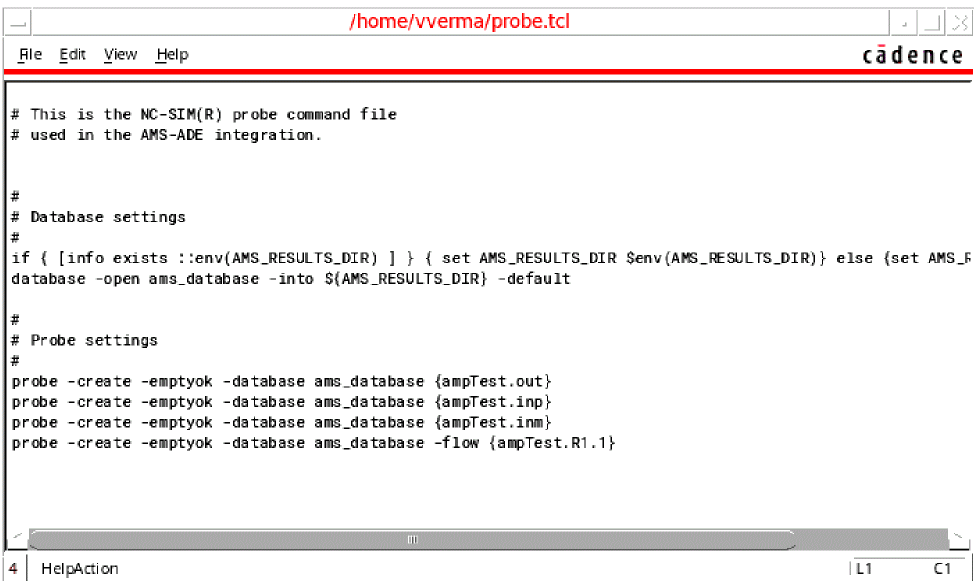 /home/vverma/probe.tcl
File Edit View Help
cādence
# This is the NC-SIM(R) probe command file
# used in the AMS-ADE integration.
#
# Database settings
#
if { [info exists ::env(AMS_RESULTS_DIR) ] } { set AMS_RESULTS_DIR $env(AMS_RESULTS_DIR)} else {set AMS_R
database -open ams_database -into ${AMS_RESULTS_DIR} -default
#
# Probe settings
#
probe -create -emptyok -database ams_database {ampTest.out}
probe -create -emptyok -database ams_database {ampTest.inp}
probe -create -emptyok -database ams_database {ampTest.inm}
probe -create -emptyok -database ams_database -flow {ampTest.R1.1}
4 HelpAction L1 C1